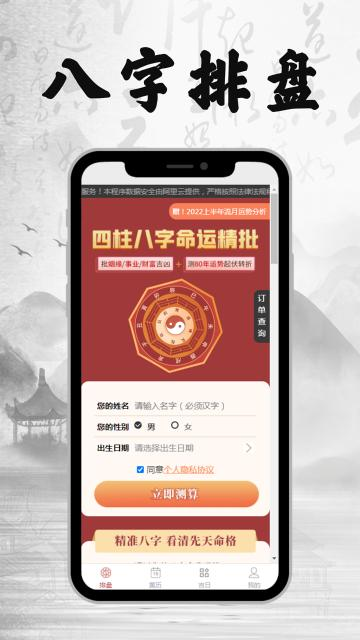 八字排盘
服务！本程序数据安全由阿里云提供，严格按照法律法规
赠！2022上半年流月运势分析
四柱八字命运精批
批姻缘/事业/财富吉凶 + 测80年运势起伏转折
订单查询
您的姓名 请输入名字（必须汉字）
您的性别 男 女
出生日期 请选择出生日期
同意个人隐私协议
立即测算
精准八字 看清先天命格
排盘 黄历 吉日 我的